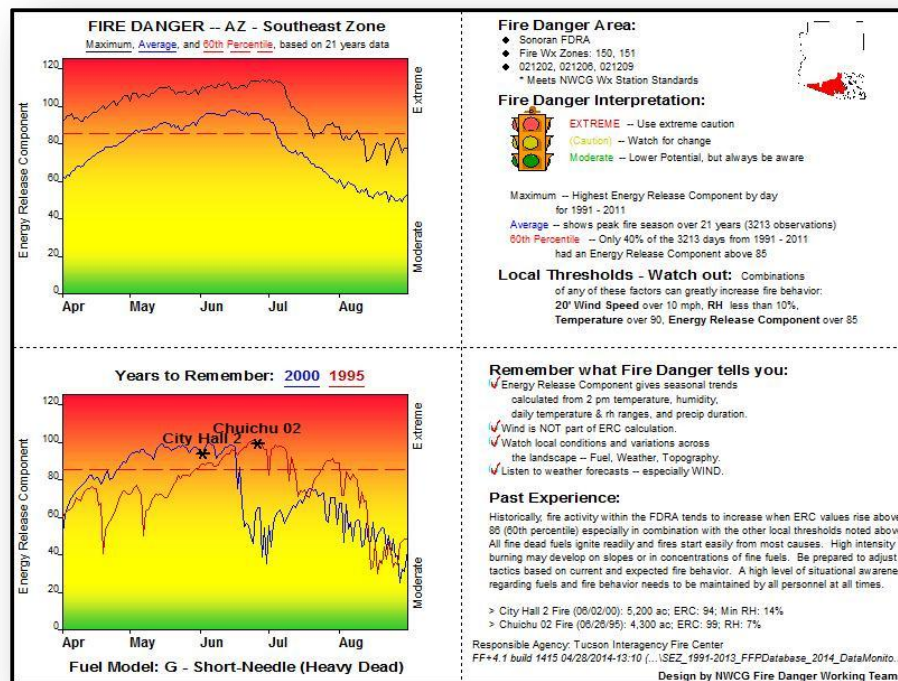 FIRE DANGER -- AZ - Southeast Zone
Maximum, Average, and 60th Percentile, based on 21 years data
Energy Release Component
120
100
80
60
40
20
0
Extreme
Moderate
Apr May Jun Jul Aug
Fire Danger Area:
Sonoran FDRA
Fire Wx Zones: 150, 151
021202, 021206, 021209
* Meets NWCG Wx Station Standards
Fire Danger Interpretation:
EXTREME -- Use extreme caution
(Caution) -- Watch for change
Moderate -- Lower Potential, but always be aware
Maximum -- Highest Energy Release Component by day
for 1991 - 2011
Average -- shows peak fire season over 21 years (3213 observations)
60th Percentile -- Only 40% of the 3213 days from 1991 - 2011
had an Energy Release Component above 85
Local Thresholds - Watch out: Combinations
of any of these factors can greatly increase fire behavior:
20' Wind Speed over 10 mph, RH less than 10%,
Temperature over 90, Energy Release Component over 85
Years to Remember: 2000 1995
Energy Release Component
120
100
80
60
40
20
0
City Hall 2
Chuichu 02
Extreme
Moderate
Apr May Jun Jul Aug
Fuel Model: G - Short-Needle (Heavy Dead)
Remember what Fire Danger tells you:
Energy Release Component gives seasonal trends
calculated from 2 pm temperature, humidity,
daily temperature & rh ranges, and precip duration.
Wind is NOT part of ERC calculation.
Watch local conditions and variations across
the landscape -- Fuel, Weather, Topography.
Listen to weather forecasts -- especially WIND.
Past Experience:
Historically, fire activity within the FDRA tends to increase when ERC values rise above
86 (60th percentile) especially in combination with the other local thresholds noted above.
All fine dead fuels ignite readily and fires start easily from most causes. High intensity
burning may develop on slopes or in concentrations of fine fuels. Be prepared to adjust
tactics based on current and expected fire behavior. A high level of situational awarene
regarding fuels and fire behavior needs to be maintained by all personnel at all times.
> City Hall 2 Fire (06/02/00): 5,200 ac; ERC: 94; Min RH: 14%
> Chuichu 02 Fire (06/26/95): 4,300 ac; ERC: 99; RH: 7%
Responsible Agency: Tucson Interagency Fire Center
FF+4.1 build 1415 04/28/2014-13:10 (...\SEZ_1991-2013_FFPDatabase_2014_DataMonito..
Design by NWCG Fire Danger Working Team